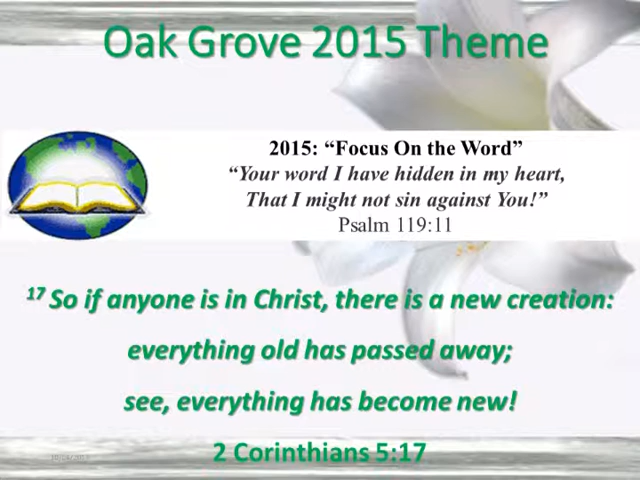 Oak Grove 2015 Theme
2015: “Focus On the Word”
“Your word I have hidden in my heart,
That I might not sin against You!”
Psalm 119:11
17 So if anyone is in Christ, there is a new creation:
everything old has passed away;
see, everything has become new!
2 Corinthians 5:17